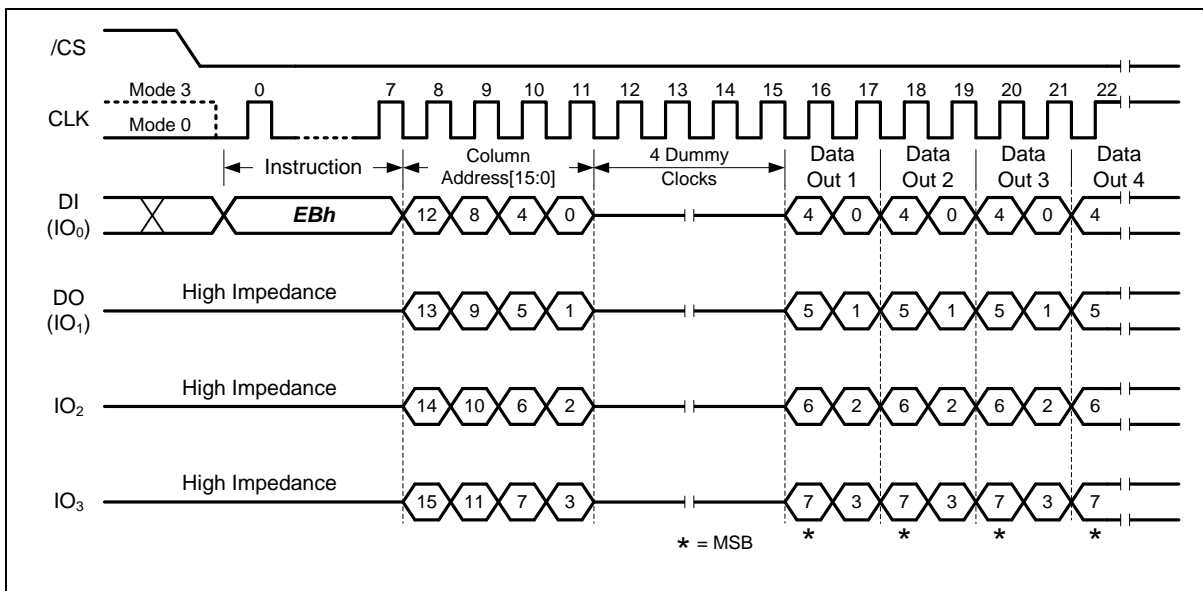 /CS
Mode 3 0 7 8 9 10 11 12 13 14 15 16 17 18 19 20 21 22
CLK
Mode 0
Instruction Column Address[15:0] 4 Dummy Clocks Data Out 1 Data Out 2 Data Out 3 Data Out 4
DI (IO₀) EBh 12 8 4 0 4 0 4 0 4 0 4
DO (IO₁) High Impedance 13 9 5 1 5 1 5 1 5 1 5
IO₂ High Impedance 14 10 6 2 6 2 6 2 6 2 6
IO₃ High Impedance 15 11 7 3 7 3 7 3 7 3 7
* = MSB * * * *